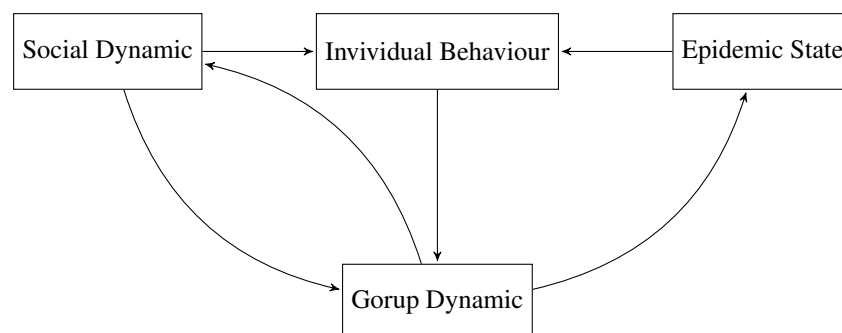 Social Dynamic
Invividual Behaviour
Epidemic State
Gorup Dynamic